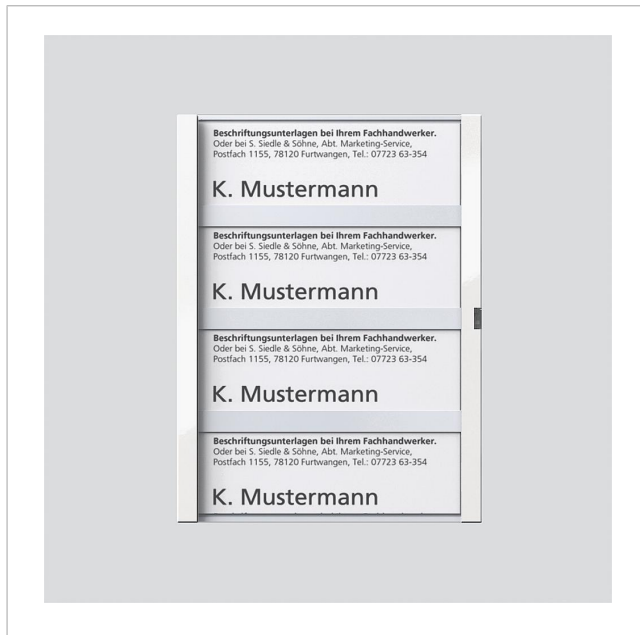 Beschriftungsunterlagen bei Ihrem Fachhandwerker.
Oder bei S. Siedle & Söhne, Abt. Marketing-Service,
Postfach 1155, 78120 Furtwangen, Tel.: 07723 63-354
K. Mustermann
Beschriftungsunterlagen bei Ihrem Fachhandwerker.
Oder bei S. Siedle & Söhne, Abt. Marketing-Service,
Postfach 1155, 78120 Furtwangen, Tel.: 07723 63-354
K. Mustermann
Beschriftungsunterlagen bei Ihrem Fachhandwerker.
Oder bei S. Siedle & Söhne, Abt. Marketing-Service,
Postfach 1155, 78120 Furtwangen, Tel.: 07723 63-354
K. Mustermann
Beschriftungsunterlagen bei Ihrem Fachhandwerker.
Oder bei S. Siedle & Söhne, Abt. Marketing-Service,
Postfach 1155, 78120 Furtwangen, Tel.: 07723 63-354
K. Mustermann